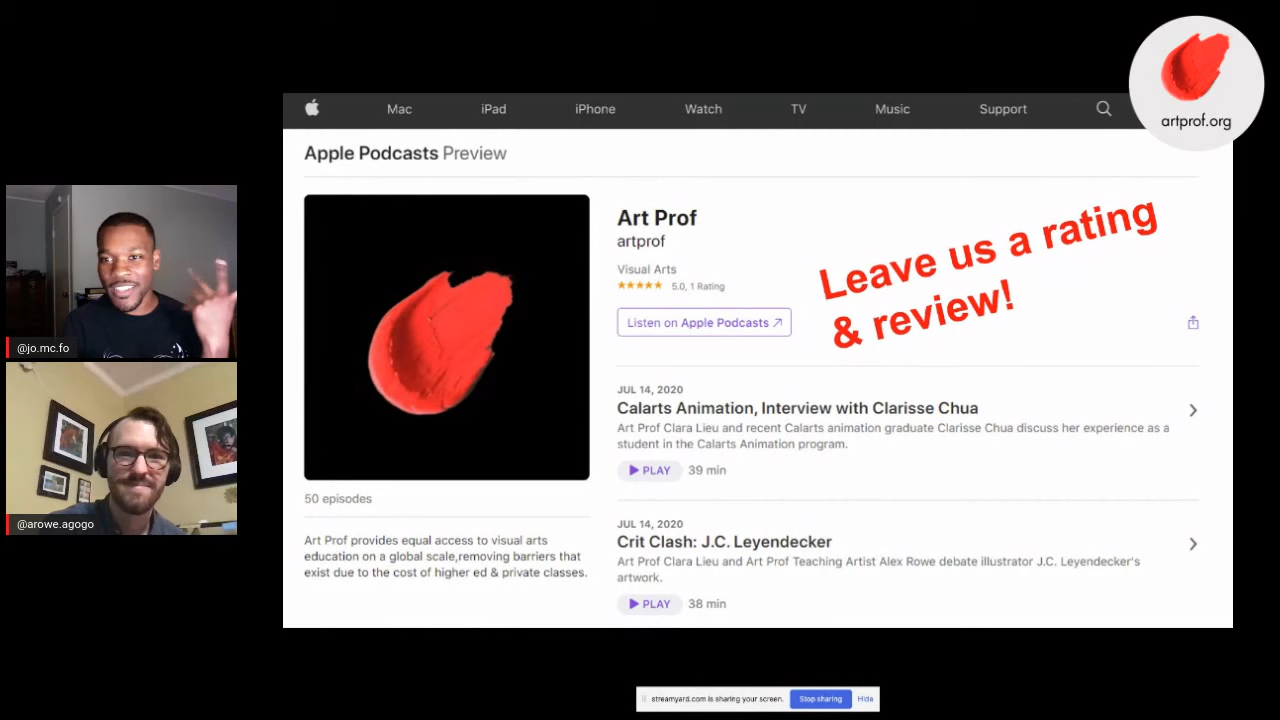 artprof.org
Mac iPad iPhone Watch TV Music Support
Apple Podcasts Preview
Art Prof
artprof
Visual Arts
★★★★★ 5.0, 1 Rating
Listen on Apple Podcasts ↗
Leave us a rating
& review!
50 episodes
Art Prof provides equal access to visual arts
education on a global scale,removing barriers that
exist due to the cost of higher ed & private classes.
JUL 14, 2020
Calarts Animation, Interview with Clarisse Chua
Art Prof Clara Lieu and recent Calarts animation graduate Clarisse Chua discuss her experience as a
student in the Calarts Animation program.
▶ PLAY 39 min
JUL 14, 2020
Crit Clash: J.C. Leyendecker
Art Prof Clara Lieu and Art Prof Teaching Artist Alex Rowe debate illustrator J.C. Leyendecker's
artwork.
▶ PLAY 38 min
@jo.mc.fo
@arowe.agogo
streamyard.com is sharing your screen. Stop sharing Hide